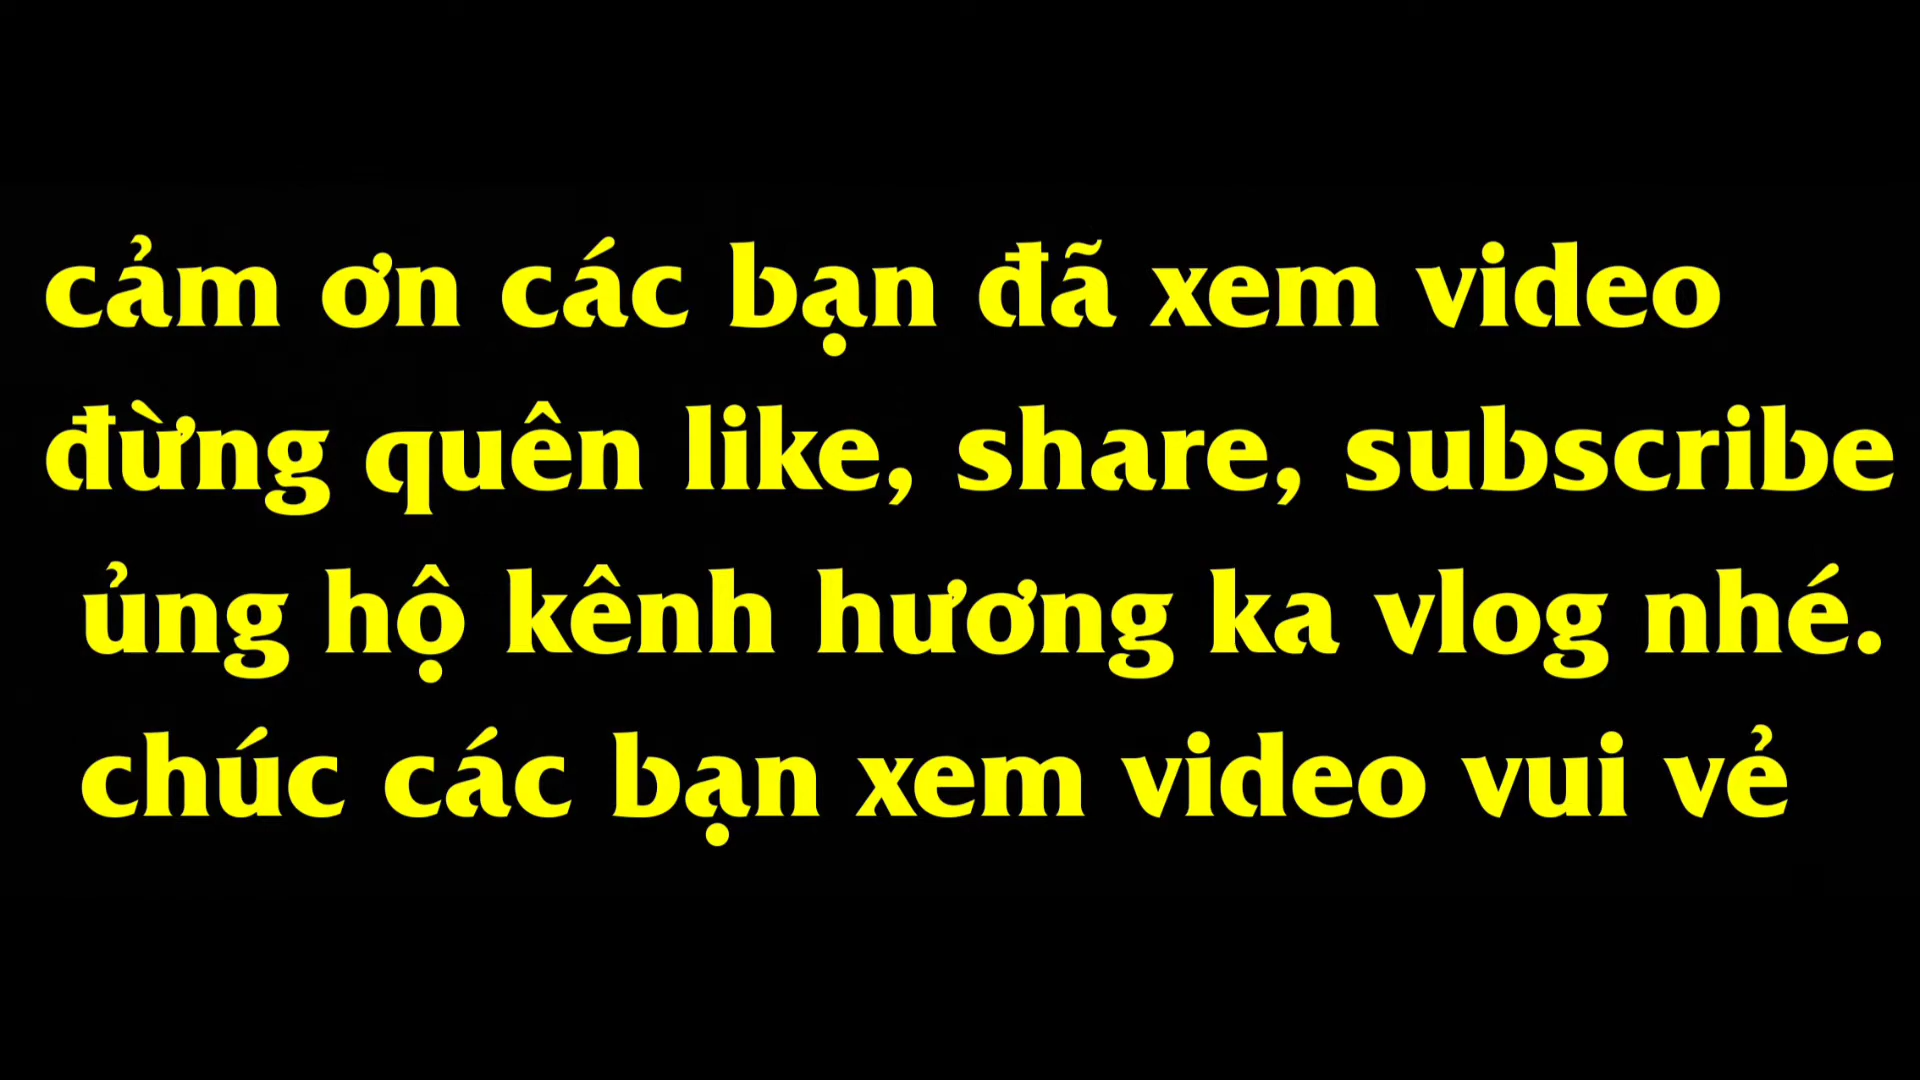 cảm ơn các bạn đã xem video
đừng quên like, share, subscribe
ủng hộ kênh hương ka vlog nhé.
chúc các bạn xem video vui vẻ